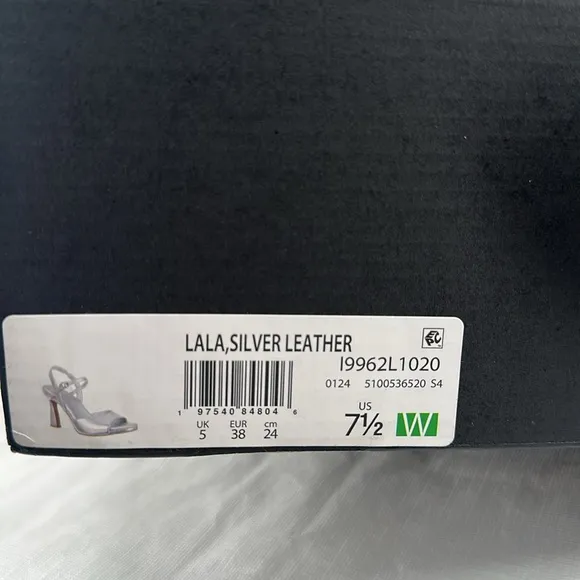 LALA,SILVER LEATHER
I9962L1020
0124 5100536520 S4
1 97540 84804 6
UK EUR cm
5 38 24
US
7½ W